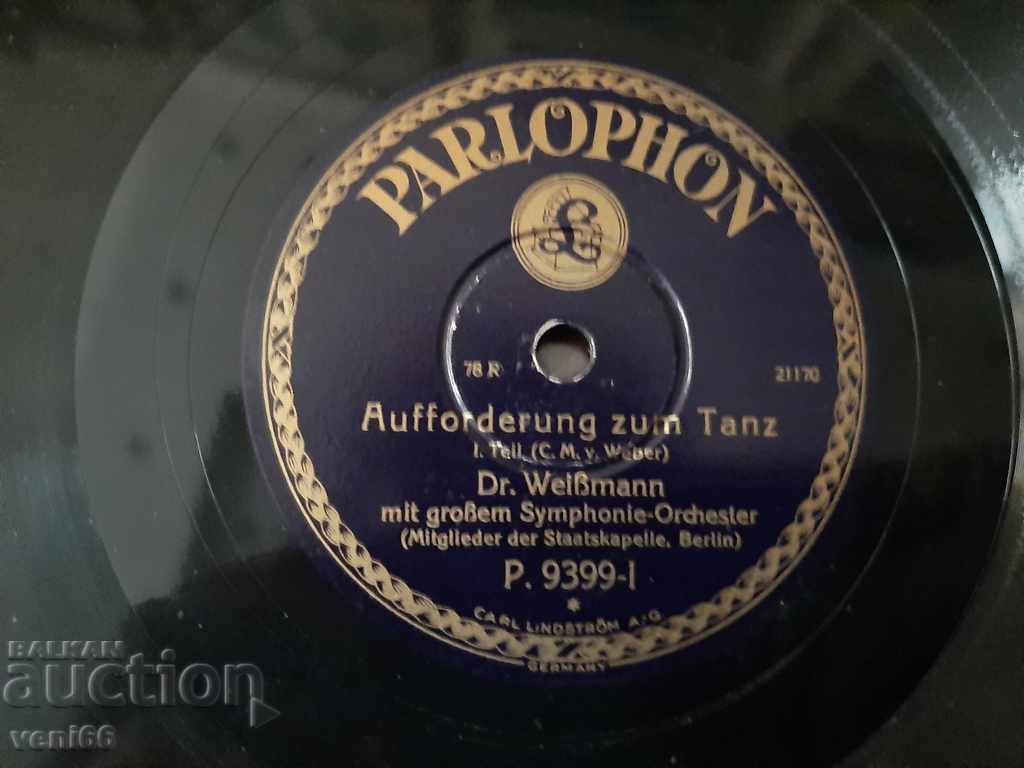 PARLOPHON
£
78 R
21170
Aufforderung zum Tanz
I. Teil (C. M. v. Weber)
Dr. Weißmann
mit großem Symphonie-Orchester
(Mitglieder der Staatskapelle, Berlin)
P. 9399-I
*
CARL LINDSTRÖM A:G
GERMANY
BALKAN
auction
veni66